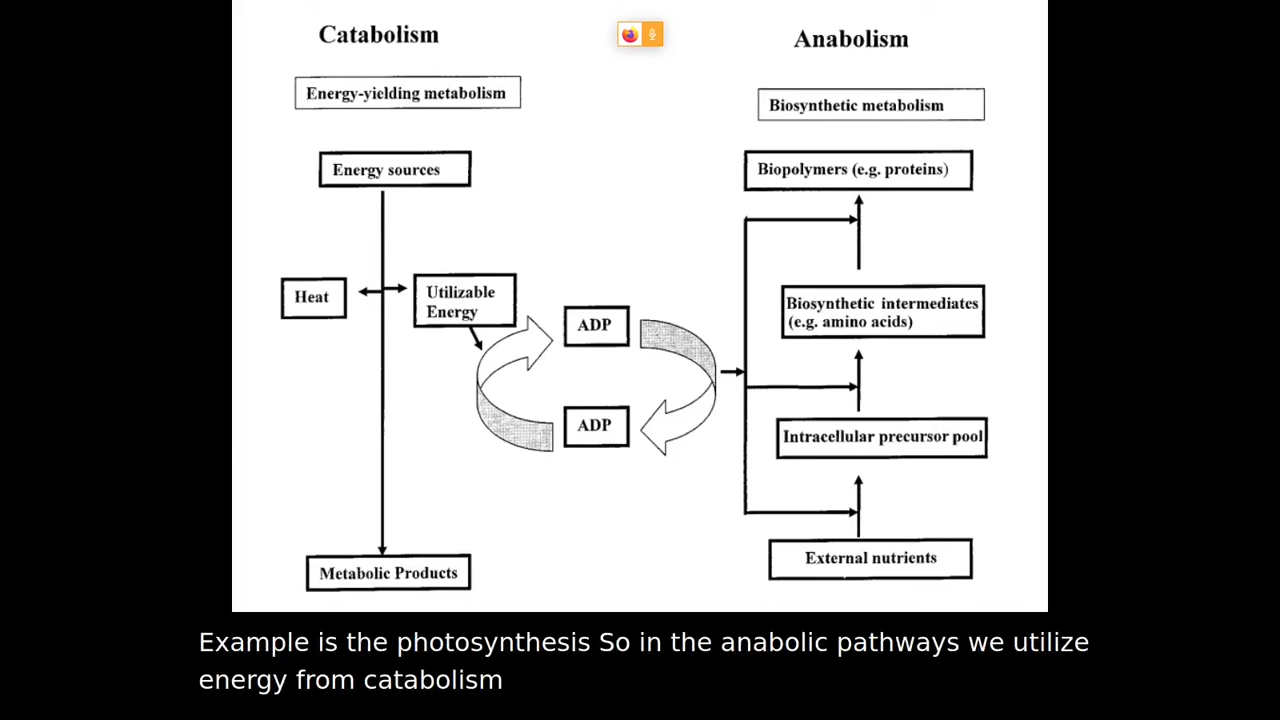 Catabolism
Anabolism
Energy-yielding metabolism
Biosynthetic metabolism
Energy sources
Biopolymers (e.g. proteins)
Heat
Utilizable
Energy
ADP
Biosynthetic intermediates
(e.g. amino acids)
ADP
Intracellular precursor pool
External nutrients
Metabolic Products
Example is the photosynthesis So in the anabolic pathways we utilize
energy from catabolism